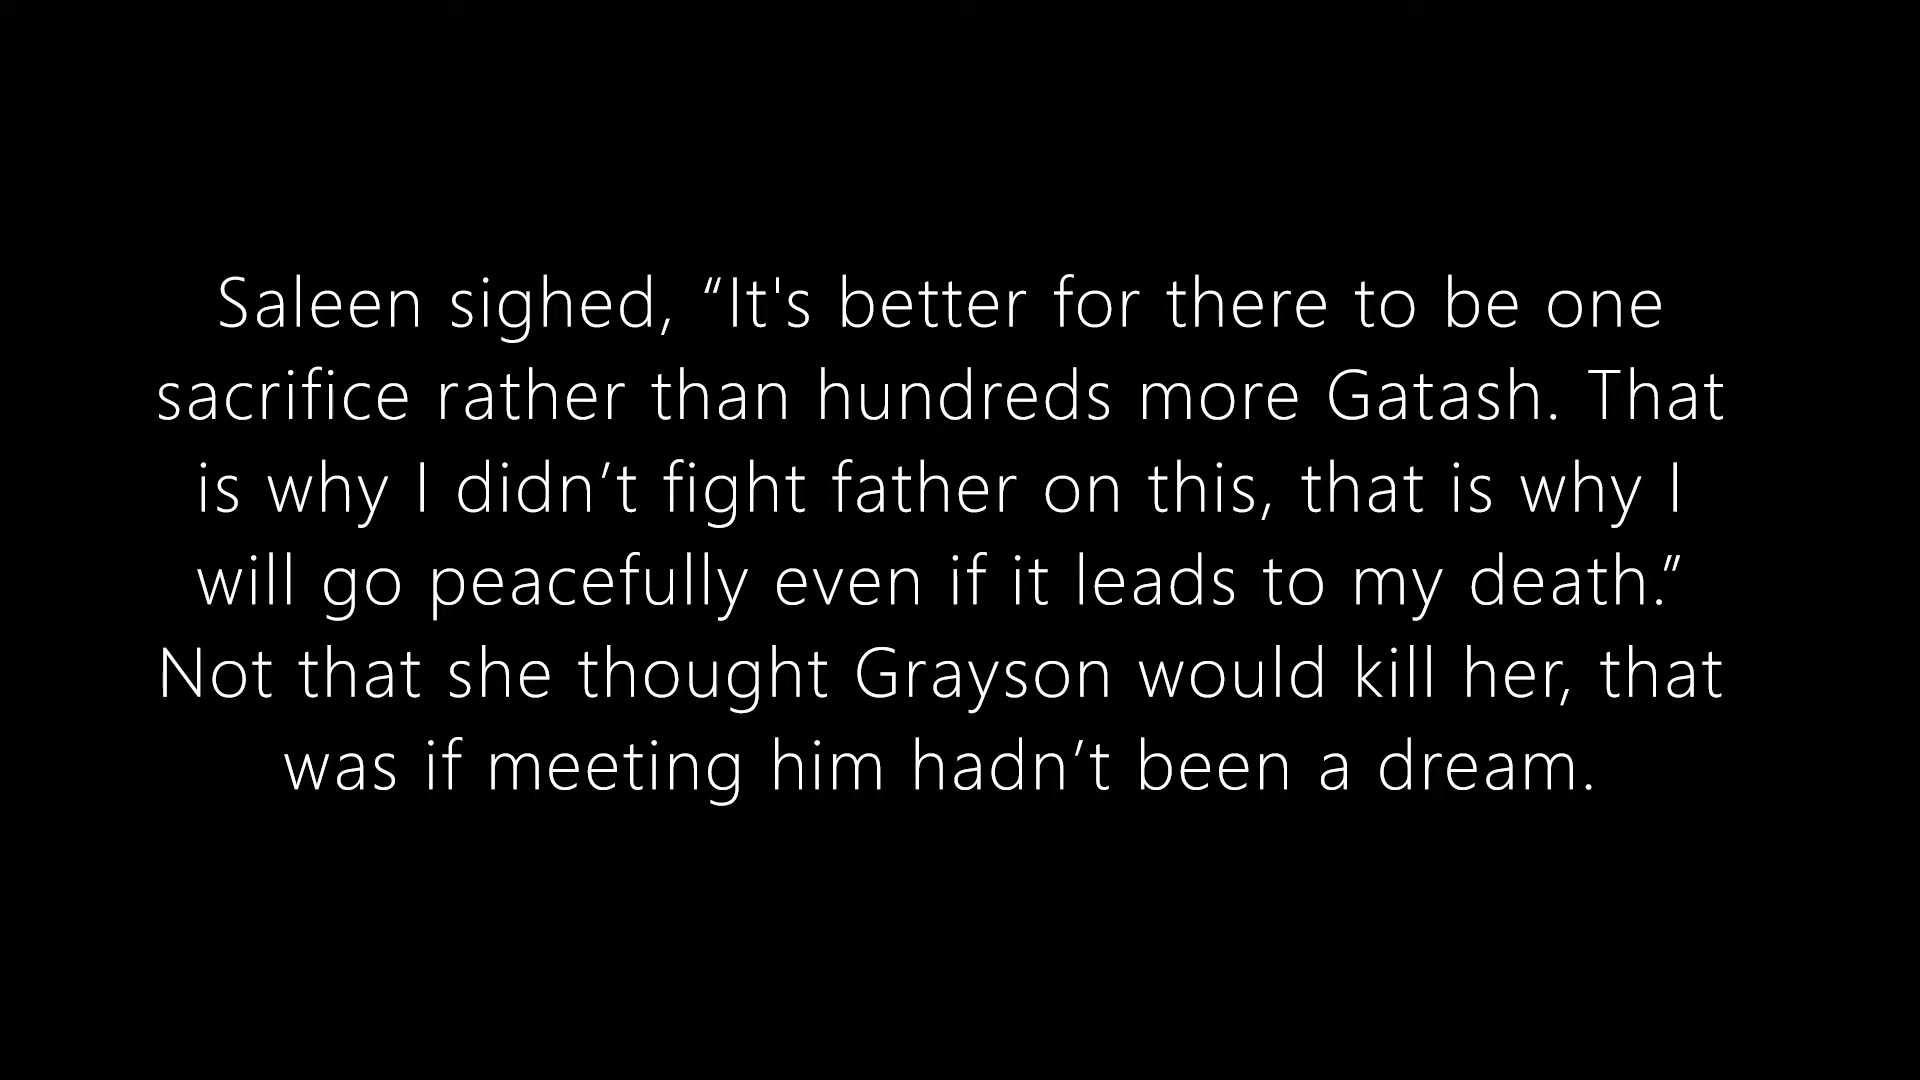 Saleen sighed, “It's better for there to be one
sacrifice rather than hundreds more Gatash. That
is why I didn’t fight father on this, that is why I
will go peacefully even if it leads to my death.”
Not that she thought Grayson would kill her, that
was if meeting him hadn’t been a dream.